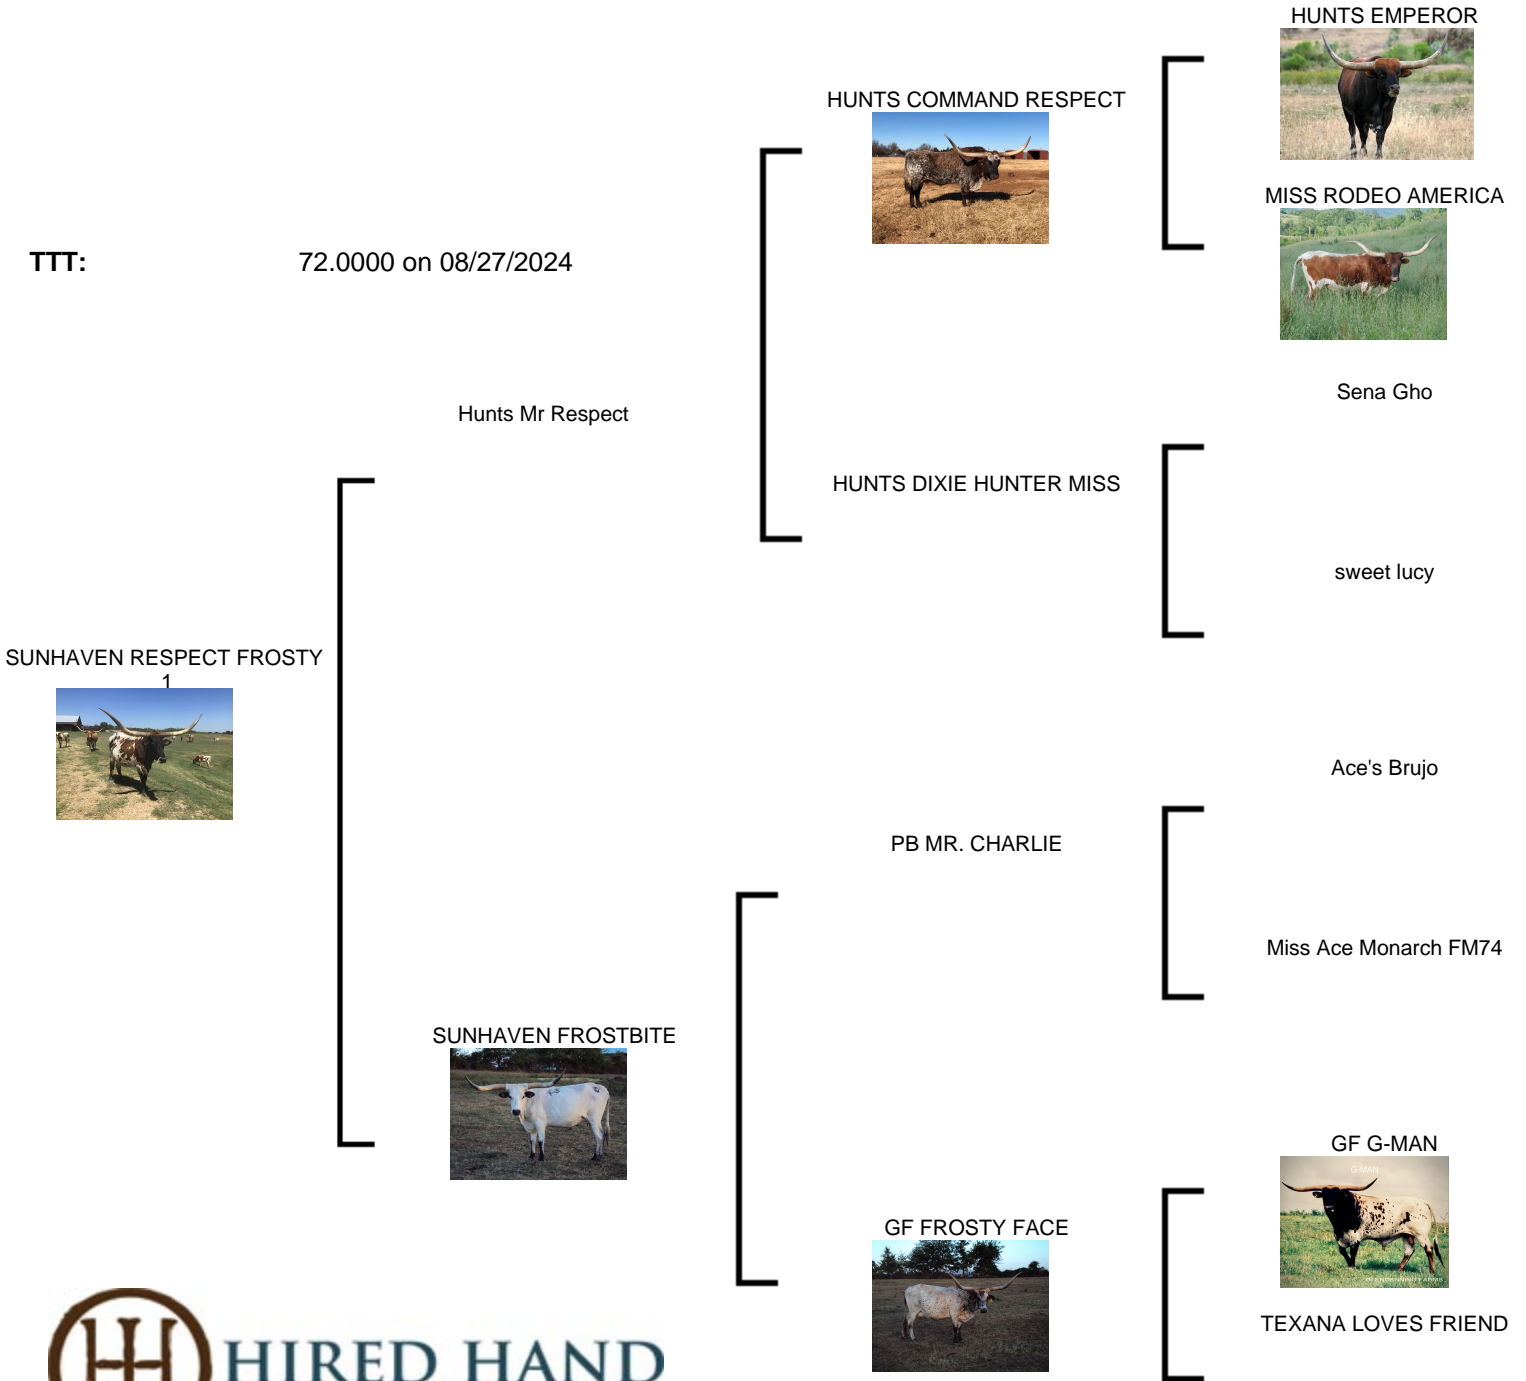 HUNTS EMPEROR
HUNTS COMMAND RESPECT
MISS RODEO AMERICA
TTT: 72.0000 on 08/27/2024
Sena Gho
Hunts Mr Respect
HUNTS DIXIE HUNTER MISS
sweet lucy
SUNHAVEN RESPECT FROSTY
1
Ace's Brujo
PB MR. CHARLIE
Miss Ace Monarch FM74
SUNHAVEN FROSTBITE
GF G-MAN
G-MAN
GF FROSTY FACE
TEXANA LOVES FRIEND
HIRED HAND